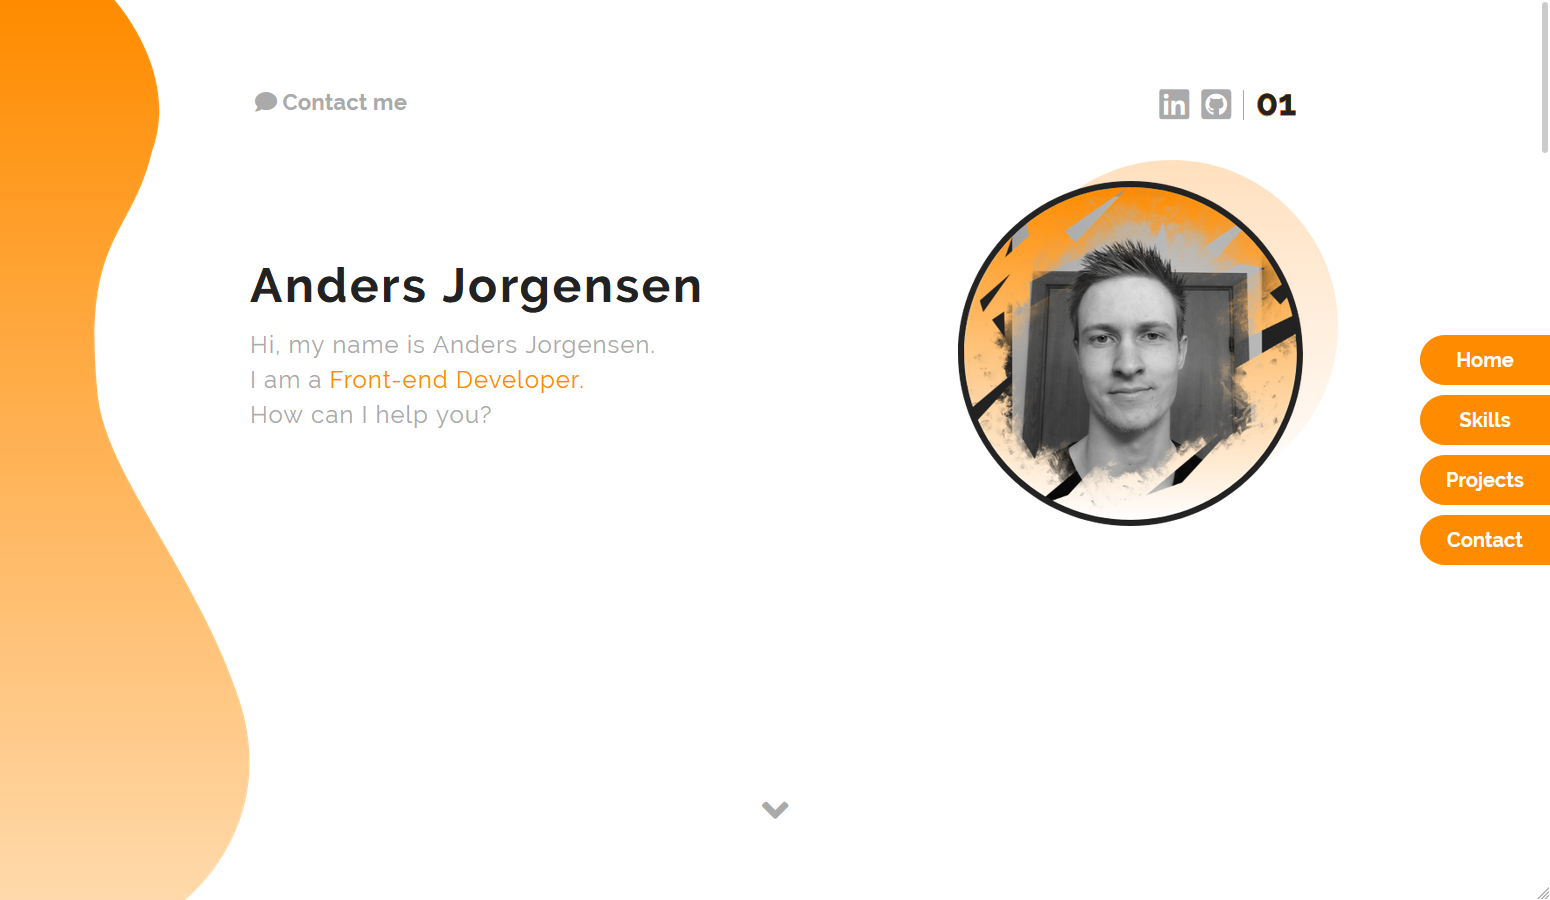 Contact me
in
01
Anders Jorgensen
Hi, my name is Anders Jorgensen.
I am a Front-end Developer.
How can I help you?
Home
Skills
Projects
Contact